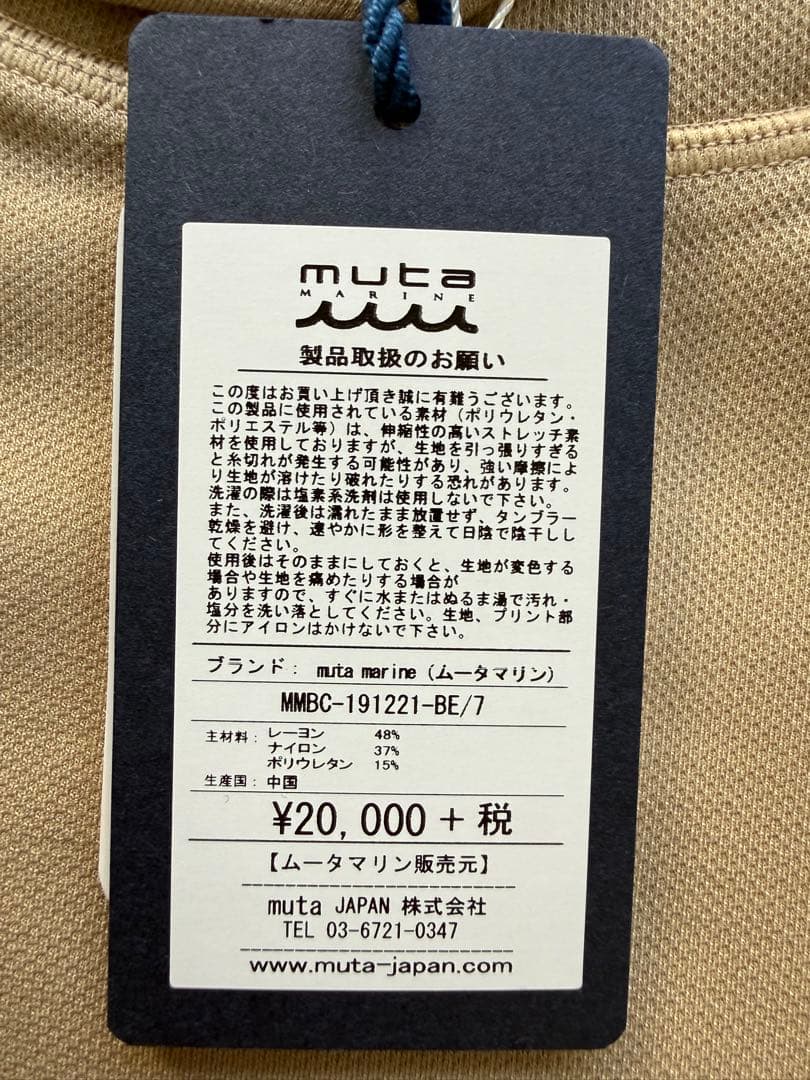 muta
MARINE
製品取扱のお願い
この度はお買い上げ頂き誠に有難うございます。
この製品に使用されている素材（ポリウレタン・
ポリエステル等）は、伸縮性の高いストレッチ素
材を使用しておりますが、生地を引っ張りすぎる
と糸切れが発生する可能性があり、強い摩擦によ
り生地が溶けたり破れたりする恐れがあります。
洗濯の際は塩素系洗剤は使用しないで下さい。
また、洗濯後は濡れたまま放置せず、タンブラー
乾燥を避け、速やかに形を整えて日陰で陰干しし
てください。
使用後はそのままにしておくと、生地が変色する
場合や生地を痛めたりする場合が
ありますので、すぐに水またはぬるま湯で汚れ・
塩分を洗い落としてください。生地、プリント部
分にアイロンはかけないで下さい。
ブランド： muta marine（ムータマリン）
MMBC-191221-BE/7
主材料： レーヨン 48%
ナイロン 37%
ポリウレタン 15%
生産国： 中国
¥20,000 + 税
【ムータマリン販売元】
muta JAPAN 株式会社
TEL 03-6721-0347
www.muta-japan.com